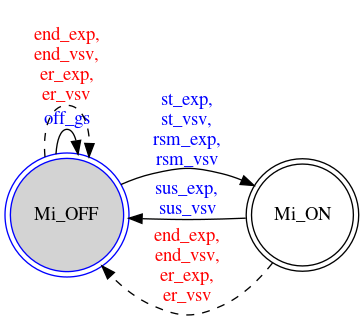 end_exp,
end_vsv,
er_exp,
er_vsv
off_gs
st_exp,
st_vsv,
rsm_exp,
rsm_vsv
sus_exp,
sus_vsv
Mi_OFF
Mi_ON
end_exp,
end_vsv,
er_exp,
er_vsv